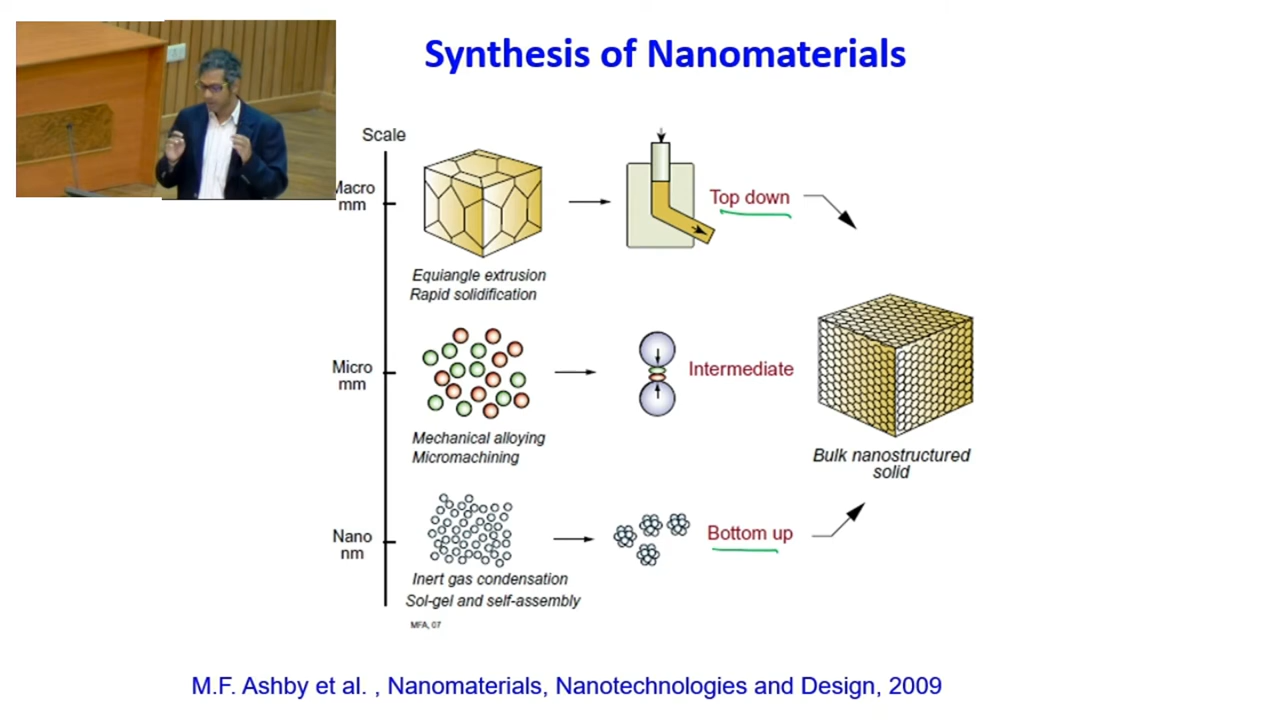 Synthesis of Nanomaterials
Scale
Macro
mm
Top down
Equiangle extrusion
Rapid solidification
Micro
mm
Intermediate
Mechanical alloying
Micromachining
Bulk nanostructured
solid
Nano
nm
Bottom up
Inert gas condensation
Sol-gel and self-assembly
MFA, 07
M.F. Ashby et al. , Nanomaterials, Nanotechnologies and Design, 2009